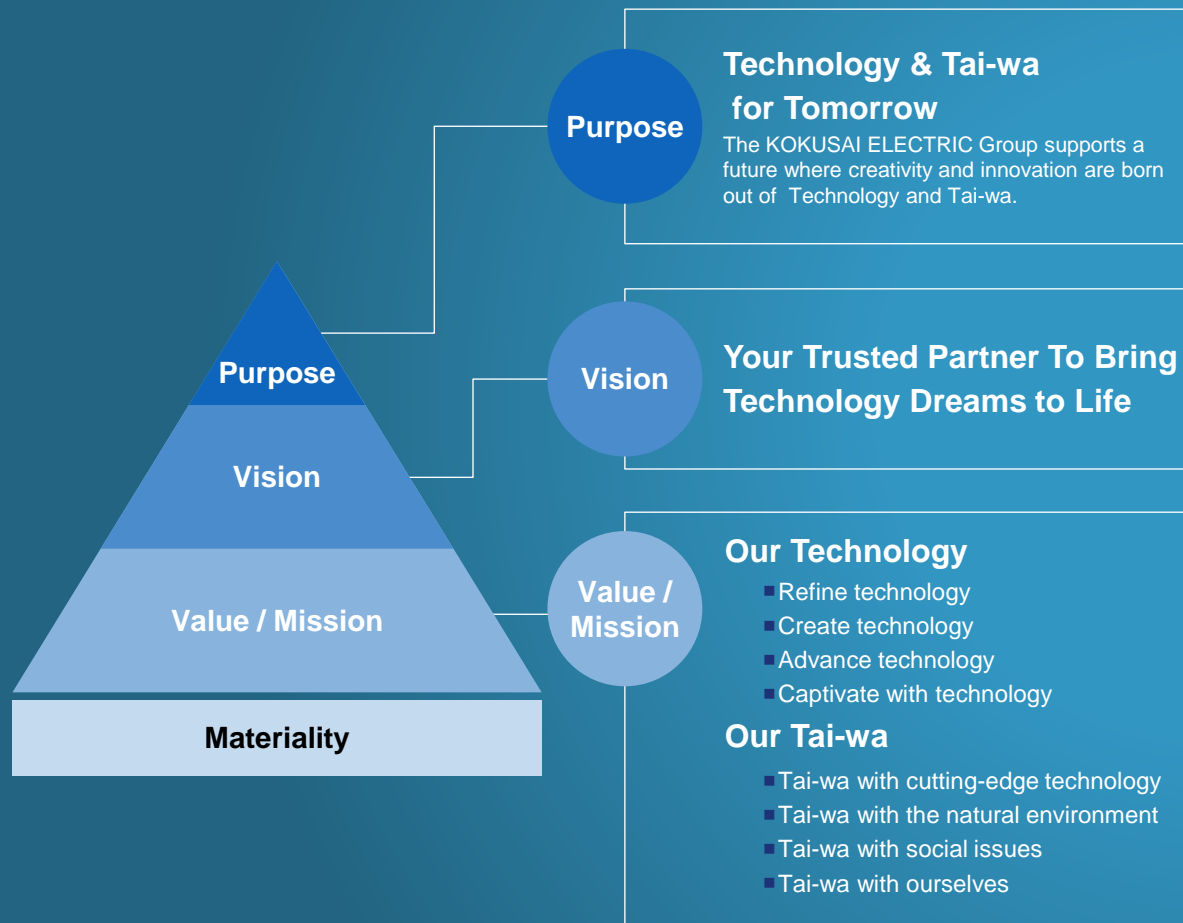 Purpose
Vision
Value / Mission
Materiality
Purpose
Technology & Tai-wa
for Tomorrow
The KOKUSAI ELECTRIC Group supports a
future where creativity and innovation are born
out of Technology and Tai-wa.
Vision
Your Trusted Partner To Bring
Technology Dreams to Life
Value /
Mission
Our Technology
Refine technology
Create technology
Advance technology
Captivate with technology
Our Tai-wa
Tai-wa with cutting-edge technology
Tai-wa with the natural environment
Tai-wa with social issues
Tai-wa with ourselves